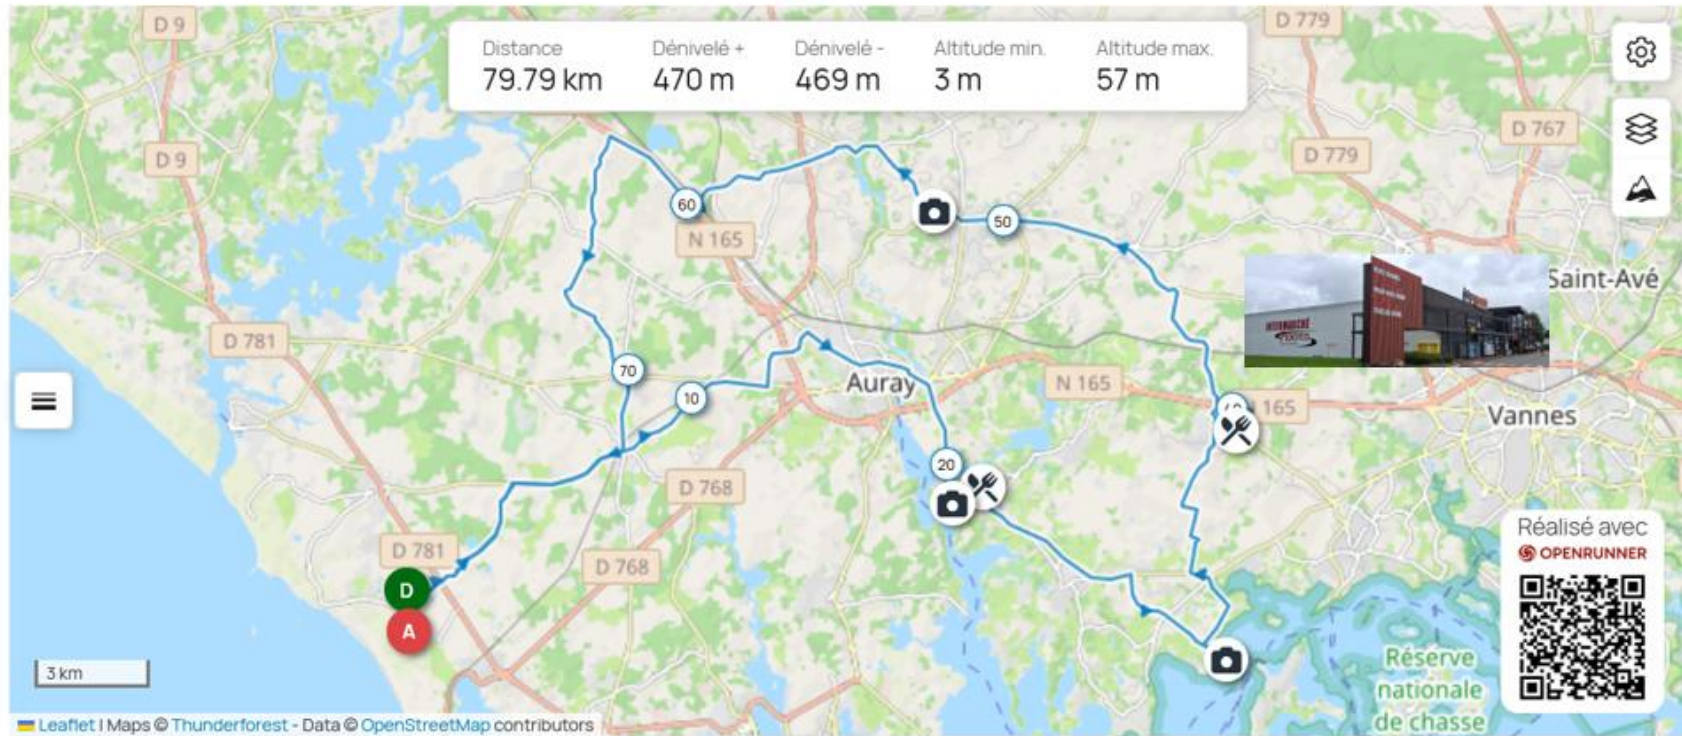 D 9
D 779
Distance
79.79 km
Dénivelé +
470 m
Dénivelé -
469 m
Altitude min.
3 m
Altitude max.
57 m
D 767
D 9
D 779
60
50
N 165
Saint-Avé
INTERMARCHÉ
D 781
70
10
Auray
N 165
165
Vannes
20
D 768
Réalisé avec
OPENRUNNER
D 781
D 768
D
A
3 km
Réserve
nationale
de chasse
Leaflet | Maps © Thunderforest - Data © OpenStreetMap contributors